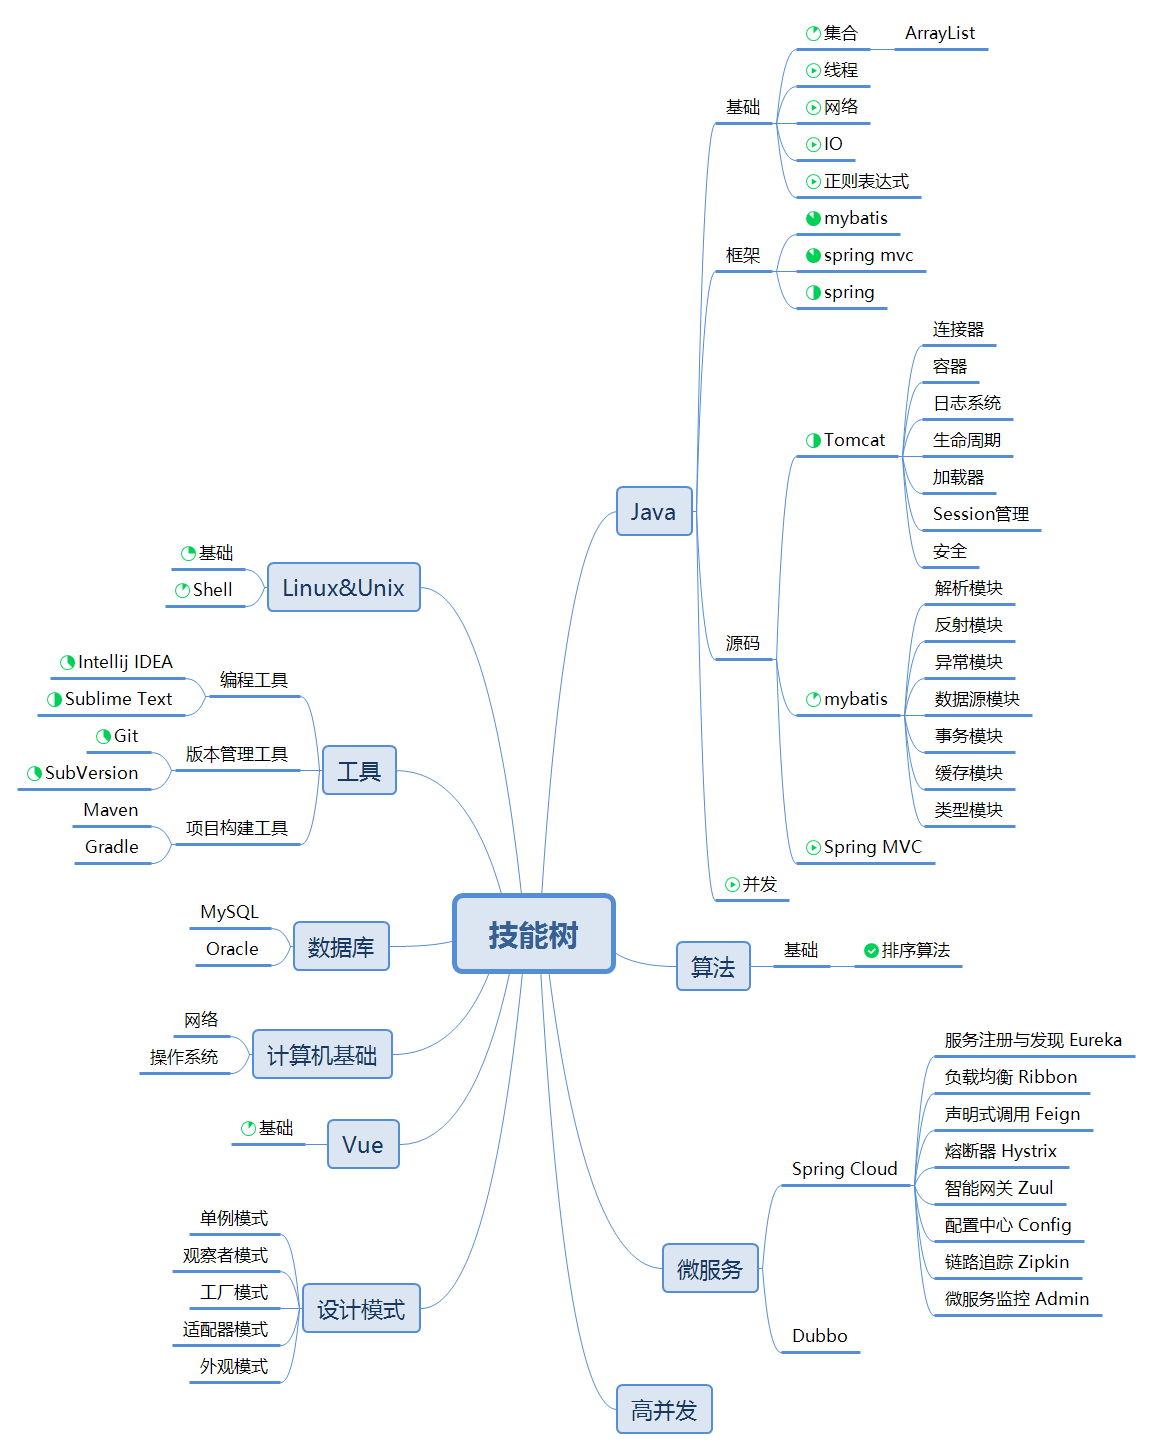 技能树
Java
基础
集合
ArrayList
线程
网络
IO
正则表达式
框架
mybatis
spring mvc
spring
源码
Tomcat
连接器
容器
日志系统
生命周期
加载器
Session管理
安全
mybatis
解析模块
反射模块
异常模块
数据源模块
事务模块
缓存模块
类型模块
Spring MVC
并发
算法
基础
排序算法
微服务
Spring Cloud
服务注册与发现 Eureka
负载均衡 Ribbon
声明式调用 Feign
熔断器 Hystrix
智能网关 Zuul
配置中心 Config
链路追踪 Zipkin
微服务监控 Admin
Dubbo
高并发
Linux&Unix
基础
Shell
工具
编程工具
Intellij IDEA
Sublime Text
版本管理工具
Git
SubVersion
项目构建工具
Maven
Gradle
数据库
MySQL
Oracle
计算机基础
网络
操作系统
Vue
基础
设计模式
单例模式
观察者模式
工厂模式
适配器模式
外观模式